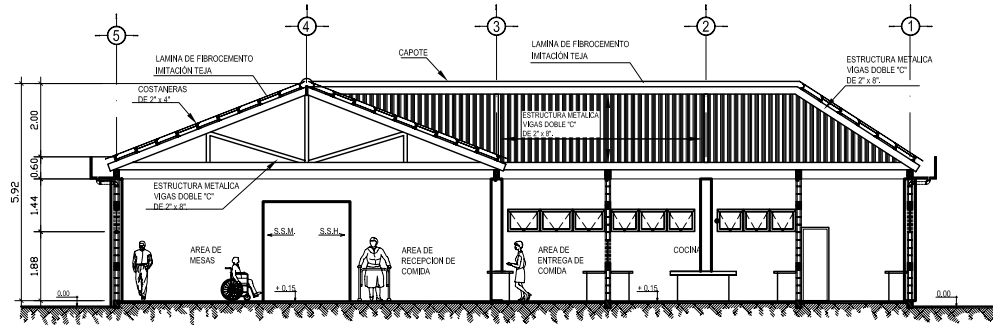 5
4
3
2
1
LAMINA DE FIBROCEMENTO
IMITACIÓN TEJA
COSTANERAS
DE 2" x 4"
CAPOTE
LAMINA DE FIBROCEMENTO
IMITACIÓN TEJA
ESTRUCTURA METALICA
VIGAS DOBLE "C"
DE 2" x 8".
ESTRUCTURA METALICA
VIGAS DOBLE "C"
DE 2" x 8".
ESTRUCTURA METALICA
VIGAS DOBLE "C"
DE 2" x 8".
5.92
2.00
0.60
1.44
1.88
S.S.M.
S.S.H.
AREA DE
MESAS
AREA DE
RECEPCION DE
COMIDA
AREA DE
ENTREGA DE
COMIDA
COCINA
0.00
+ 0.15
+ 0.15
0.00